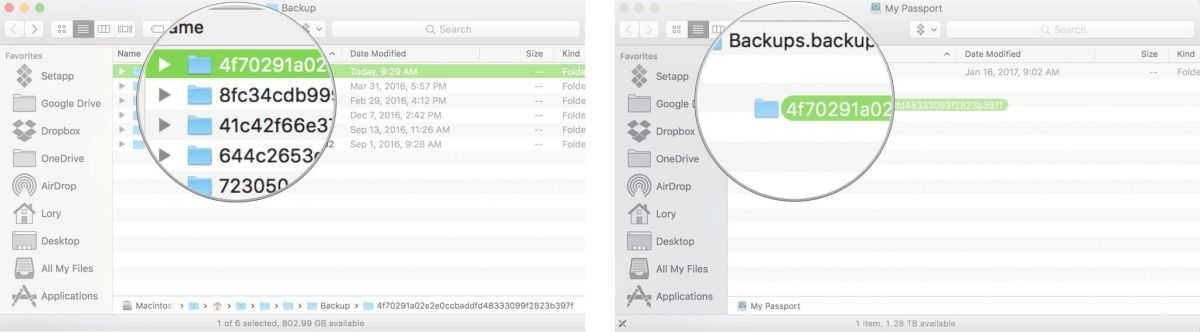 Backup
Search
Favorites
Setapp
Google Drive
Dropbox
OneDrive
AirDrop
Lory
Desktop
All My Files
Applications
Name
Date Modified
Size
Kind
ame
4f70291a02
Today, 9:29 AM
--
Folde
8fc34cdb999
Mar 31, 2016, 5:57 PM
--
Folde
Feb 29, 2016, 4:12 PM
--
Folde
41c42f66e37
Dec 7, 2016, 2:42 PM
--
Folde
644c2653
Sep 13, 2016, 11:26 AM
--
Folde
723050
Sep 1, 2016, 9:28 AM
--
Folde
Macintos
Backup
4f70291a02e2e0ccbaddfd48333099f2823b397f
1 of 6 selected, 802.99 GB available
My Passport
Search
Favorites
Setapp
Google D
Dropbox
OneDrive
AirDrop
Lory
Desktop
All My Files
Applications
Date Modified
Size
Kind
Backups.backup
Jan 16, 2017, 9:02 AM
--
Folde
4f70291a02
fd48333099f2823b397f
My Passport
1 item, 1.28 TB available